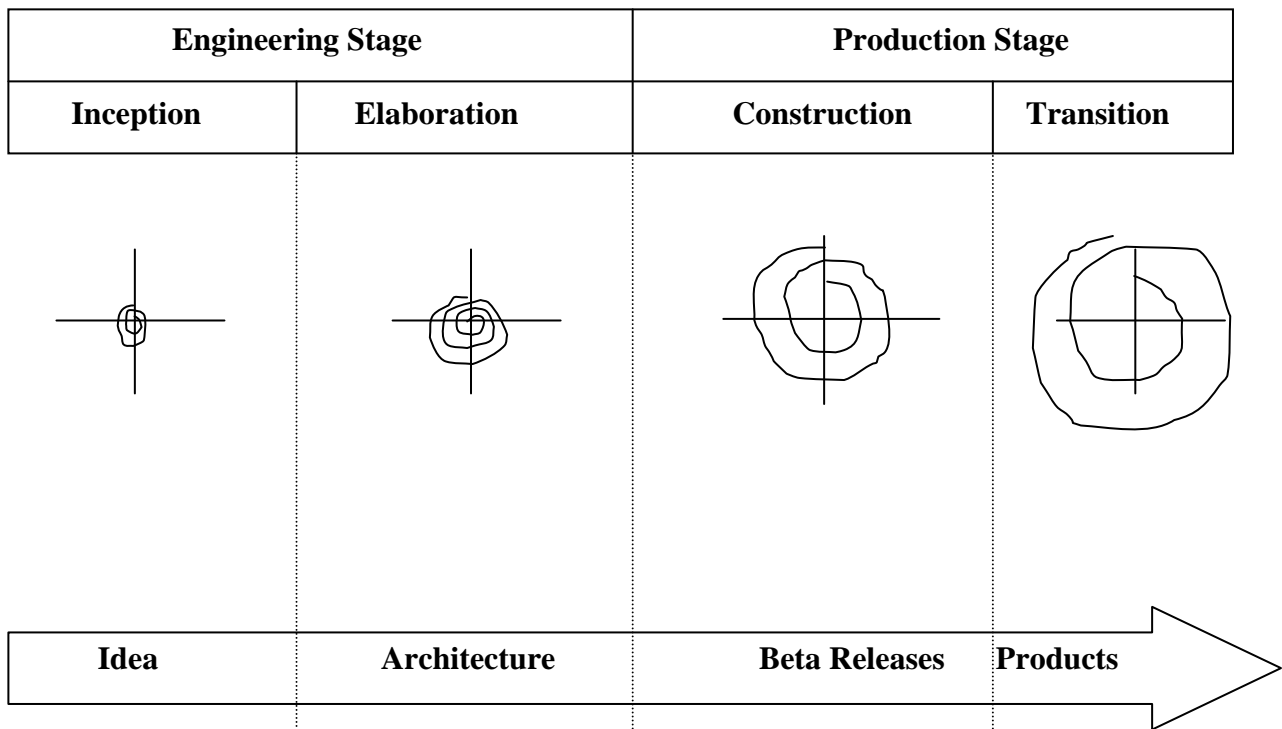 Engineering Stage Production Stage
Inception Elaboration Construction Transition
Idea Architecture Beta Releases Products